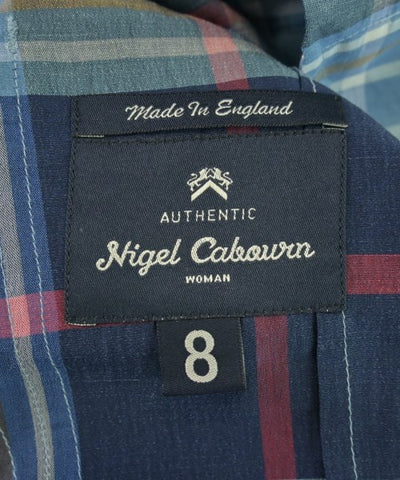 Made In England
AUTHENTIC
Nigel Cabourn
WOMAN
8